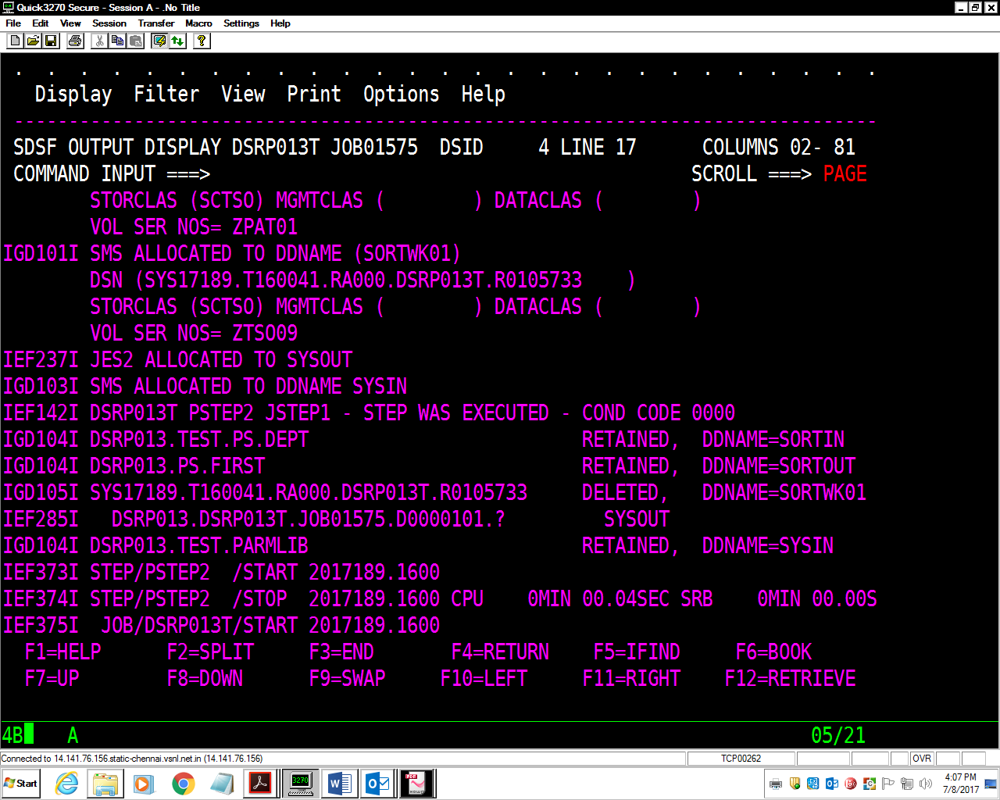 Quick3270 Secure - Session A - .No Title
File Edit View Session Transfer Macro Settings Help
. . . . . . . . . . . . . . . . . . . . . . . . . . .
Display Filter View Print Options Help
-------------------------------------------------------------------------------
SDSF OUTPUT DISPLAY DSRP013T JOB01575 DSID 4 LINE 17 COLUMNS 02- 81
COMMAND INPUT ===> SCROLL ===> PAGE
STORCLAS (SCTSO) MGMTCLAS ( ) DATACLAS ( )
VOL SER NOS= ZPAT01
IGD101I SMS ALLOCATED TO DDNAME (SORTWK01)
DSN (SYS17189.T160041.RA000.DSRP013T.R0105733 )
STORCLAS (SCTSO) MGMTCLAS ( ) DATACLAS ( )
VOL SER NOS= ZTSO09
IEF237I JES2 ALLOCATED TO SYSOUT
IGD103I SMS ALLOCATED TO DDNAME SYSIN
IEF142I DSRP013T PSTEP2 JSTEP1 - STEP WAS EXECUTED - COND CODE 0000
IGD104I DSRP013.TEST.PS.DEPT RETAINED, DDNAME=SORTIN
IGD104I DSRP013.PS.FIRST RETAINED, DDNAME=SORTOUT
IGD105I SYS17189.T160041.RA000.DSRP013T.R0105733 DELETED, DDNAME=SORTWK01
IEF285I DSRP013.DSRP013T.JOB01575.D0000101.? SYSOUT
IGD104I DSRP013.TEST.PARMLIB RETAINED, DDNAME=SYSIN
IEF373I STEP/PSTEP2 /START 2017189.1600
IEF374I STEP/PSTEP2 /STOP 2017189.1600 CPU 0MIN 00.04SEC SRB 0MIN 00.00S
IEF375I JOB/DSRP013T/START 2017189.1600
F1=HELP F2=SPLIT F3=END F4=RETURN F5=IFIND F6=BOOK
F7=UP F8=DOWN F9=SWAP F10=LEFT F11=RIGHT F12=RETRIEVE
4B A 05/21
Connected to 14.141.76.156.static-chennai.vsnl.net.in (14.141.76.156) TCP00262 OVR
Start 3270 4:07 PM
7/8/2017